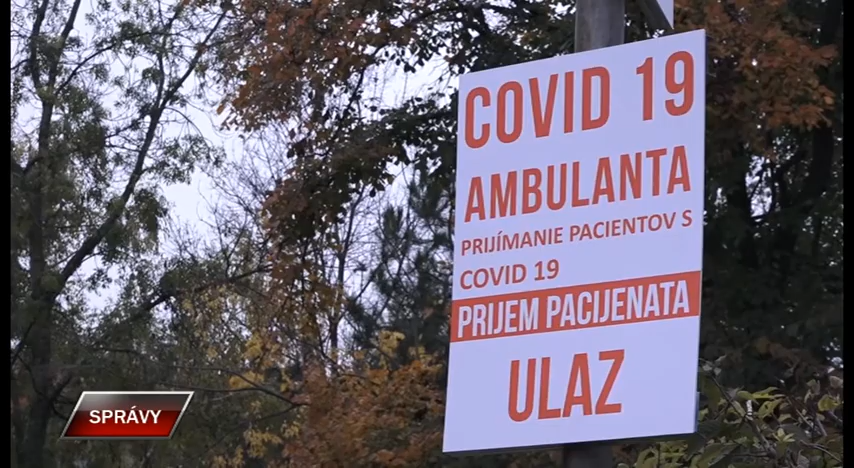 COVID 19
AMBULANTA
PRIJÍMANIE PACIENTOV S
COVID 19
PRIJEM PACIJENATA
ULAZ
SPRÁVY